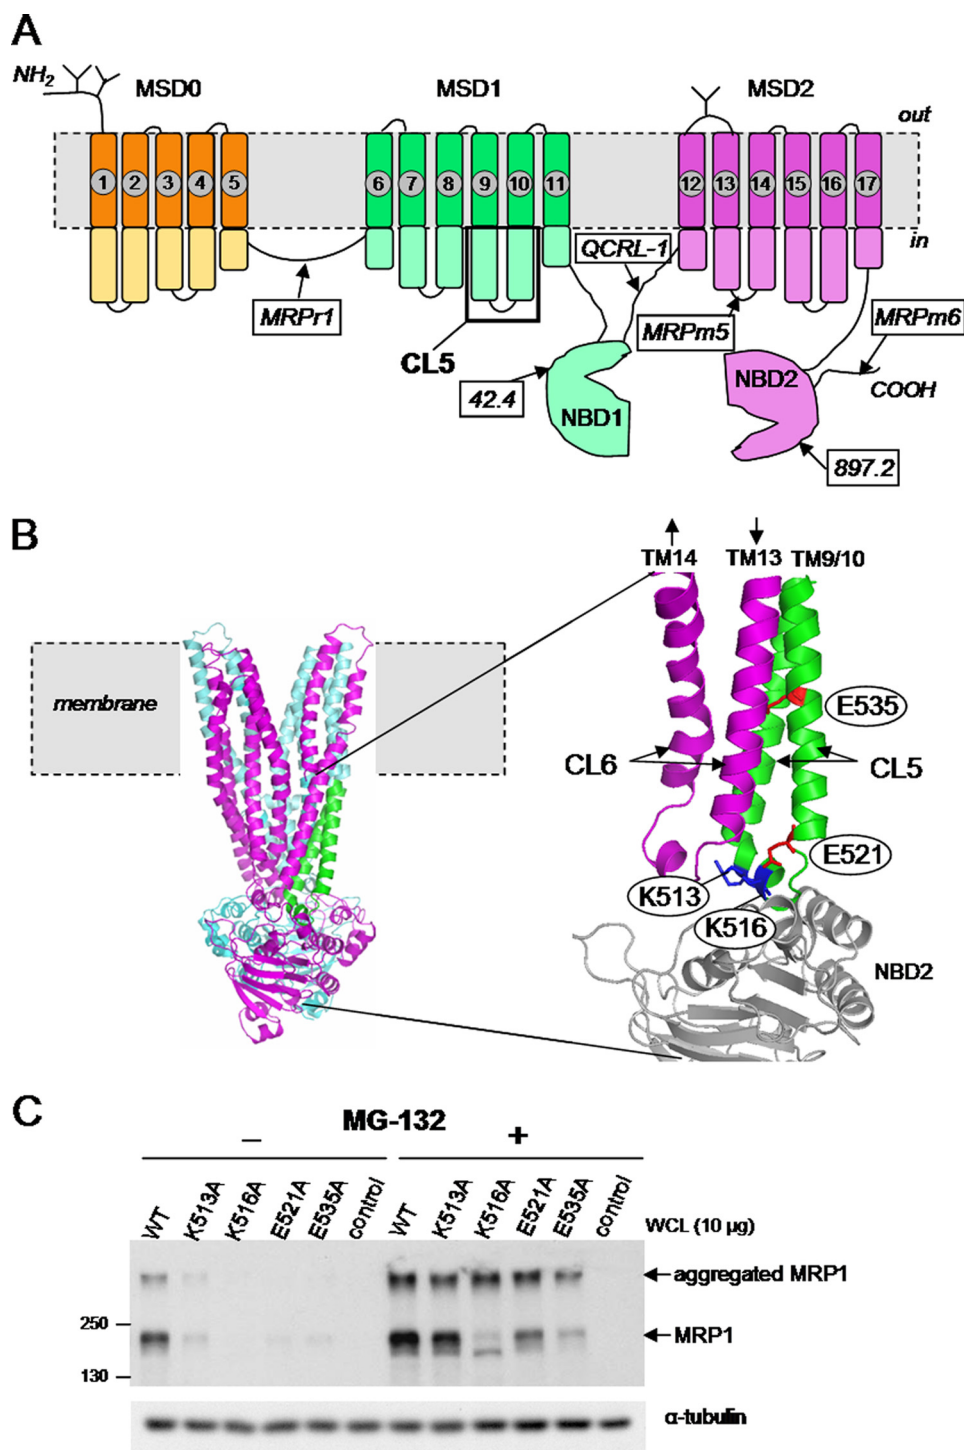 A
NH2
MSD0
MSD1
MSD2
out
1 2 3 4 5 6 7 8 9 10 11 12 13 14 15 16 17
in
QCRL-1
MRPr1
MRPm5
MRPm6
CL5
42.4
NBD1
NBD2
COOH
897.2
B
TM14 TM13 TM9/10
membrane
E535
CL6
CL5
E521
K513
K516
NBD2
C
MG-132
– +
WT K513A K516A E521A E535A control WT K513A K516A E521A E535A control
WCL (10 µg)
aggregated MRP1
250
MRP1
130
α-tubulin